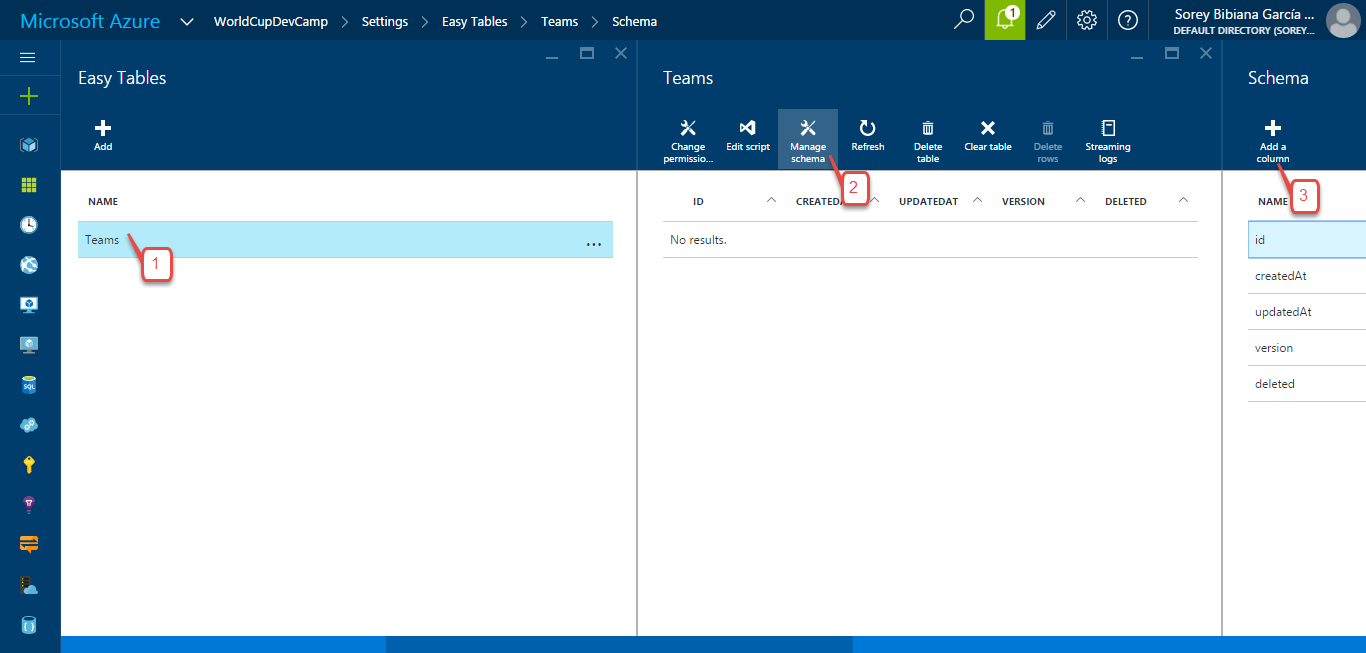 Microsoft Azure WorldCupDevCamp Settings Easy Tables Teams Schema 1 Sorey Bibiana García ...
DEFAULT DIRECTORY (SOREY...
Easy Tables
Add
NAME
Teams ...
1
Teams
Change permissio...
Edit script
Manage schema
Refresh
Delete table
Clear table
Delete rows
Streaming logs
2
ID CREATEDA UPDATEDAT VERSION DELETED
No results.
Schema
Add a column
3
NAME
id
createdAt
updatedAt
version
deleted
SQL